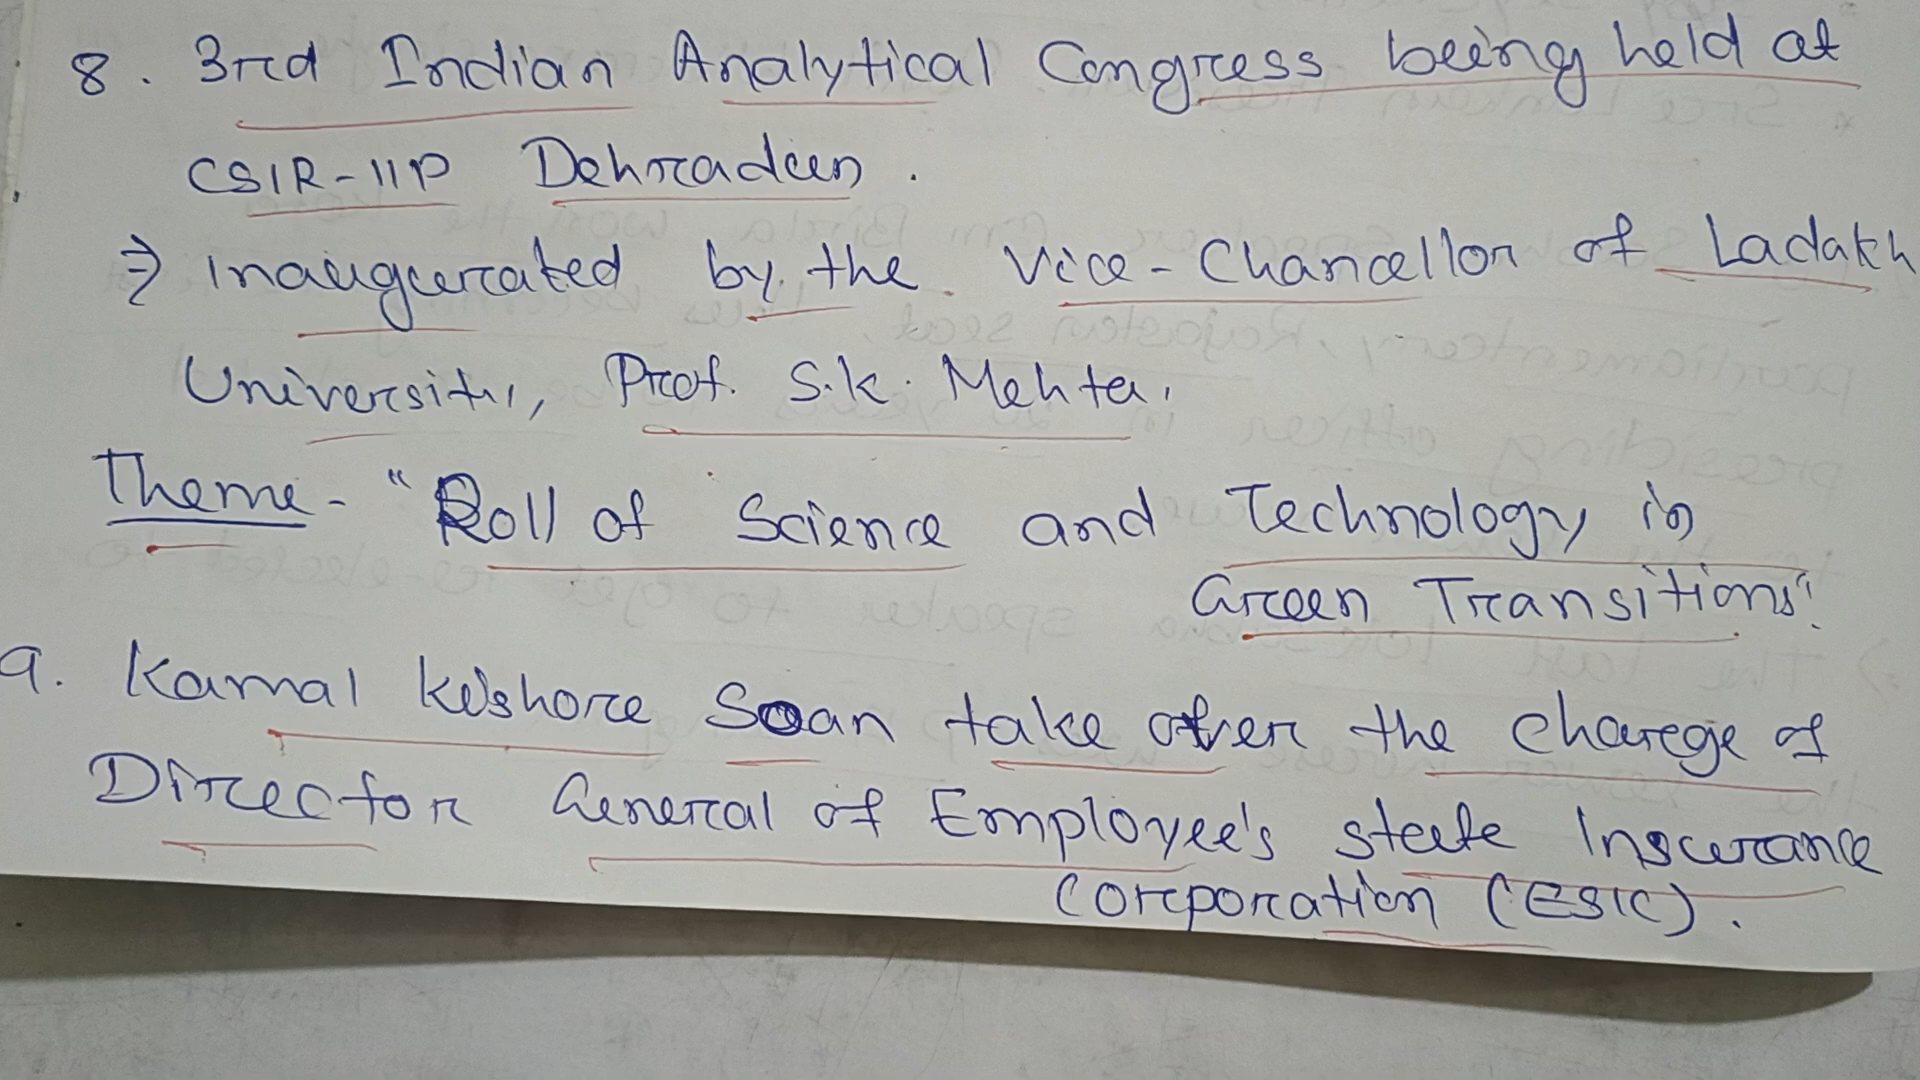 8. 3rd Indian Analytical Congress being held at
CSIR-IIP Dehradun.
⇒ inaugurated by the Vice-Chancellor of Ladakh
University, Prof. S.K. Mehta.
Theme - "Roll of Science and Technology in
Green Transitions".
9. Kamal Kishore Soan take over the charge of
Director General of Employee's state Insurance
Corporation (ESIC).